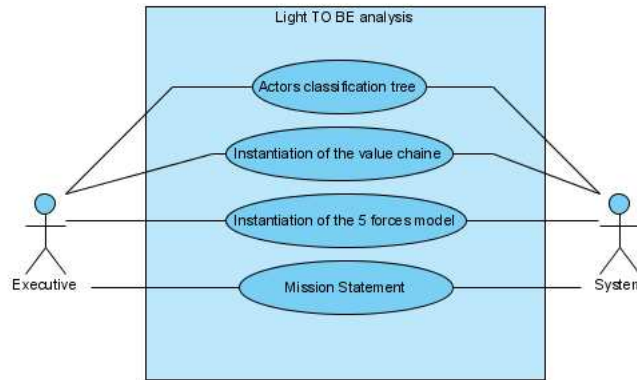 Light TO BE analysis
Actors classification tree
Instantiation of the value chaine
Instantiation of the 5 forces model
Executive
System
Mission Statement